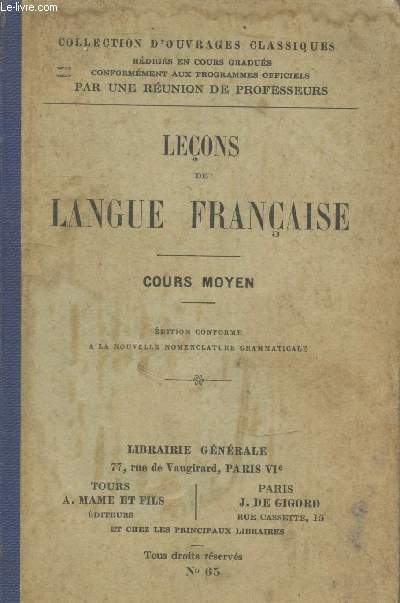 © Le-livre.com
COLLECTION D'OUVRAGES CLASSIQUES
RÉDIGÉS EN COURS GRADUÉS
CONFORMÉMENT AUX PROGRAMMES OFFICIELS
PAR UNE RÉUNION DE PROFESSEURS
LEÇONS
DE
LANGUE FRANÇAISE
COURS MOYEN
ÉDITION CONFORME
A LA NOUVELLE NOMENCLATURE GRAMMATICALE
LIBRAIRIE GÉNÉRALE
77, rue de Vaugirard, PARIS VIe
TOURS
A. MAME ET FILS
ÉDITEURS
PARIS
J. DE GIGORD
RUE CASSETTE, 15
ET CHEZ LES PRINCIPAUX LIBRAIRES
Tous droits réservés
No 65